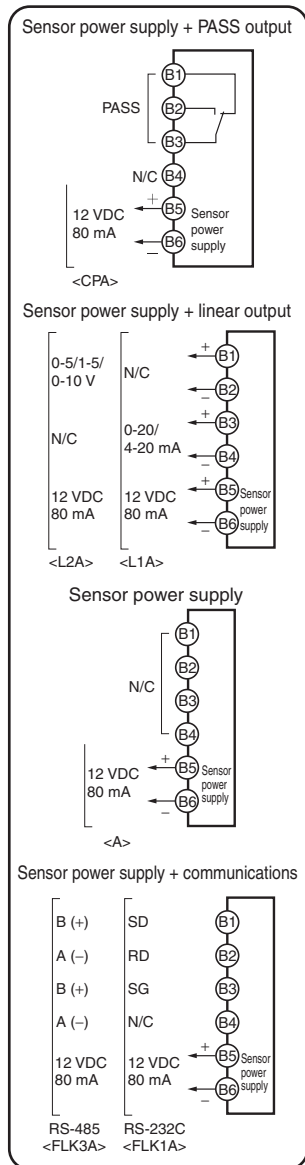 Sensor power supply + PASS output
B1
PASS
B2
B3
N/C
B4
+
12 VDC
80 mA
B5
Sensor
power
supply
B6
−
<CPA>
Sensor power supply + linear output
0-5/1-5/
0-10 V
N/C
+
B1
−
B2
N/C
0-20/
4-20 mA
+
B3
−
B4
12 VDC
80 mA
12 VDC
80 mA
+
B5
Sensor
power
supply
−
B6
<L2A>
<L1A>
Sensor power supply
B1
B2
N/C
B3
B4
12 VDC
80 mA
+
B5
Sensor
power
supply
−
B6
<A>
Sensor power supply + communications
B (+)
SD
B1
A (−)
RD
B2
B (+)
SG
B3
A (−)
N/C
B4
12 VDC
80 mA
12 VDC
80 mA
+
B5
Sensor
power
supply
−
B6
RS-485
<FLK3A>
RS-232C
<FLK1A>